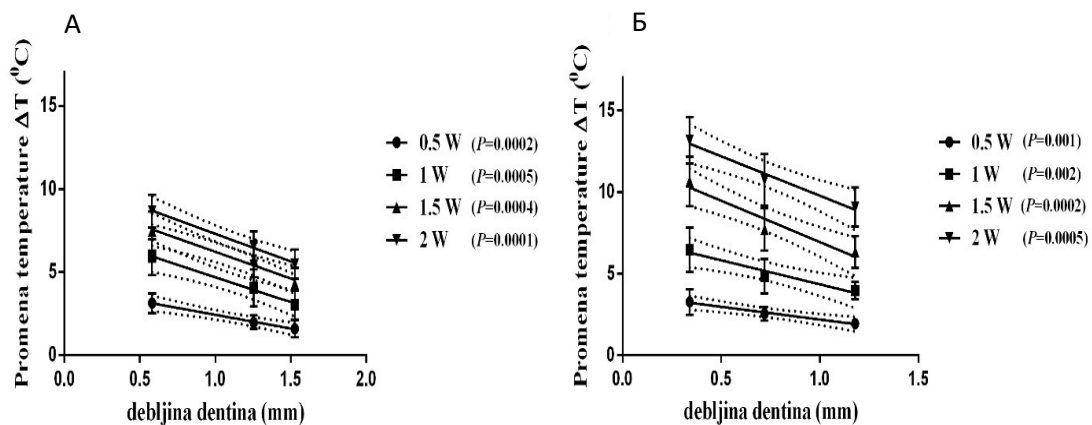 А
Promena temperature ΔT (⁰C)
15
10
5
0
0.0 0.5 1.0 1.5 2.0
debljina dentina (mm)
0.5 W (P=0.0002)
1 W (P=0.0005)
1.5 W (P=0.0004)
2 W (P=0.0001)
Б
Promena temperature ΔT (⁰C)
15
10
5
0
0.0 0.5 1.0 1.5
debljina dentina (mm)
0.5 W (P=0.001)
1 W (P=0.002)
1.5 W (P=0.0002)
2 W (P=0.0005)